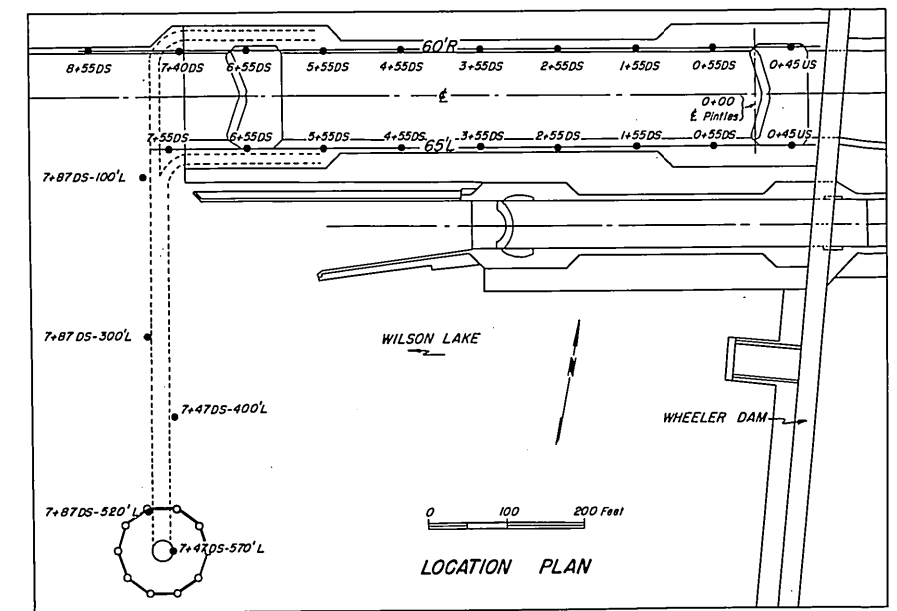 60'R
8+55DS 7+40DS 6+55DS 5+55DS 4+55DS 3+55DS 2+55DS 1+55DS 0+55DS 0+45US
℄
0+00
℄ Pintles
7+55DS 6+55DS 5+55DS 4+55DS 3+55DS 2+55DS 1+55DS 0+55DS 0+45US
65'L
7+87DS-100'L
7+87DS-300'L
WILSON LAKE
N
7+47DS-400'L
WHEELER DAM
7+87DS-520'L
0 100 200 Feet
7+47DS-570'L
LOCATION PLAN